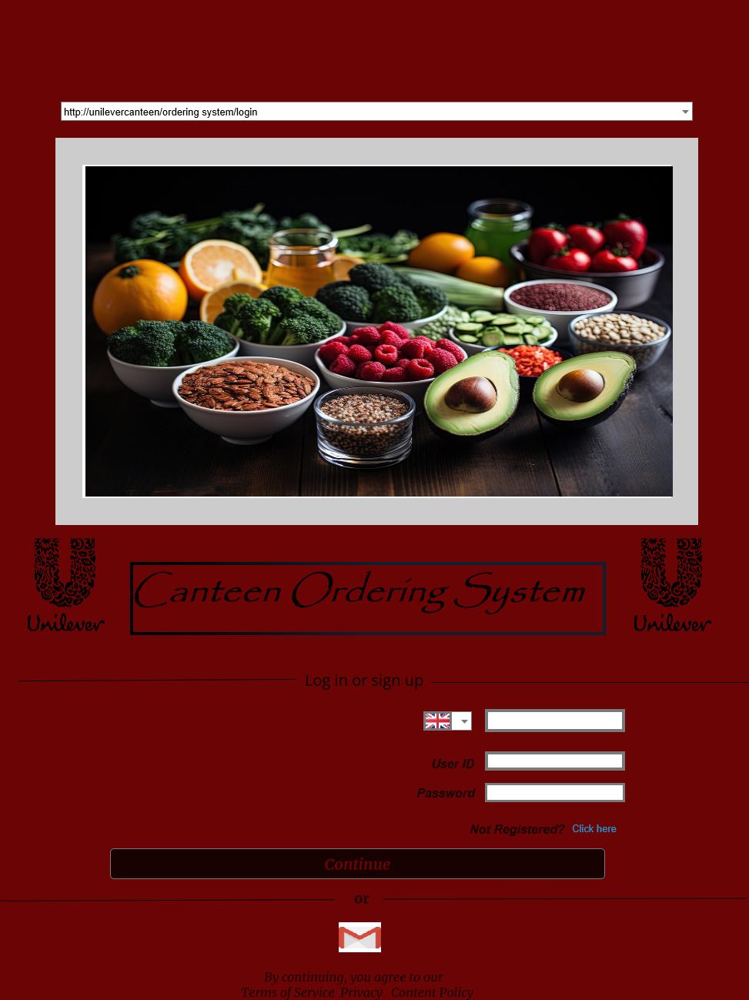 http://unilevercanteen/ordering system/login
Canteen Ordering System
Unilever
Unilever
Log in or sign up
User ID
Password
Not Registered? Click here
Continue
or
By continuing, you agree to our
Terms of Service Privacy Content Policy